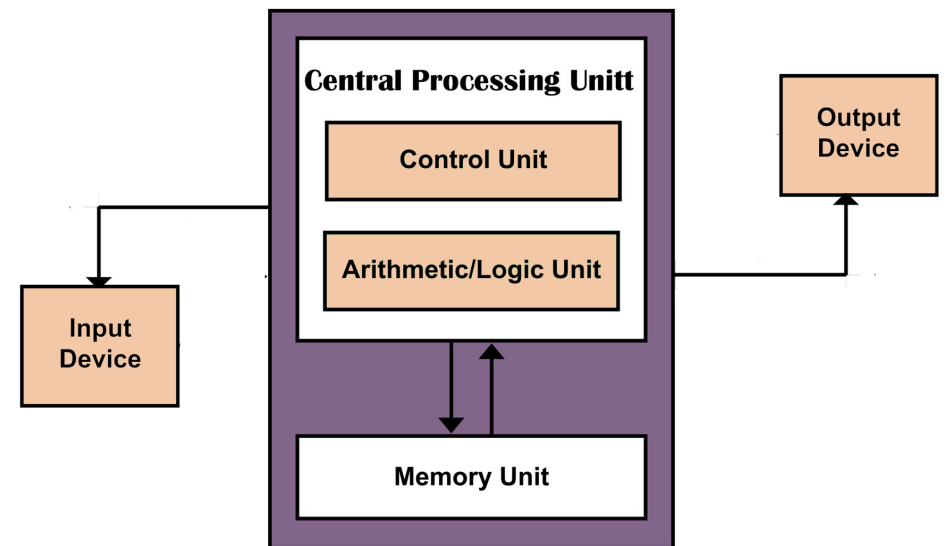 Central Processing Unitt
Control Unit
Arithmetic/Logic Unit
Memory Unit
Input
Device
Output
Device